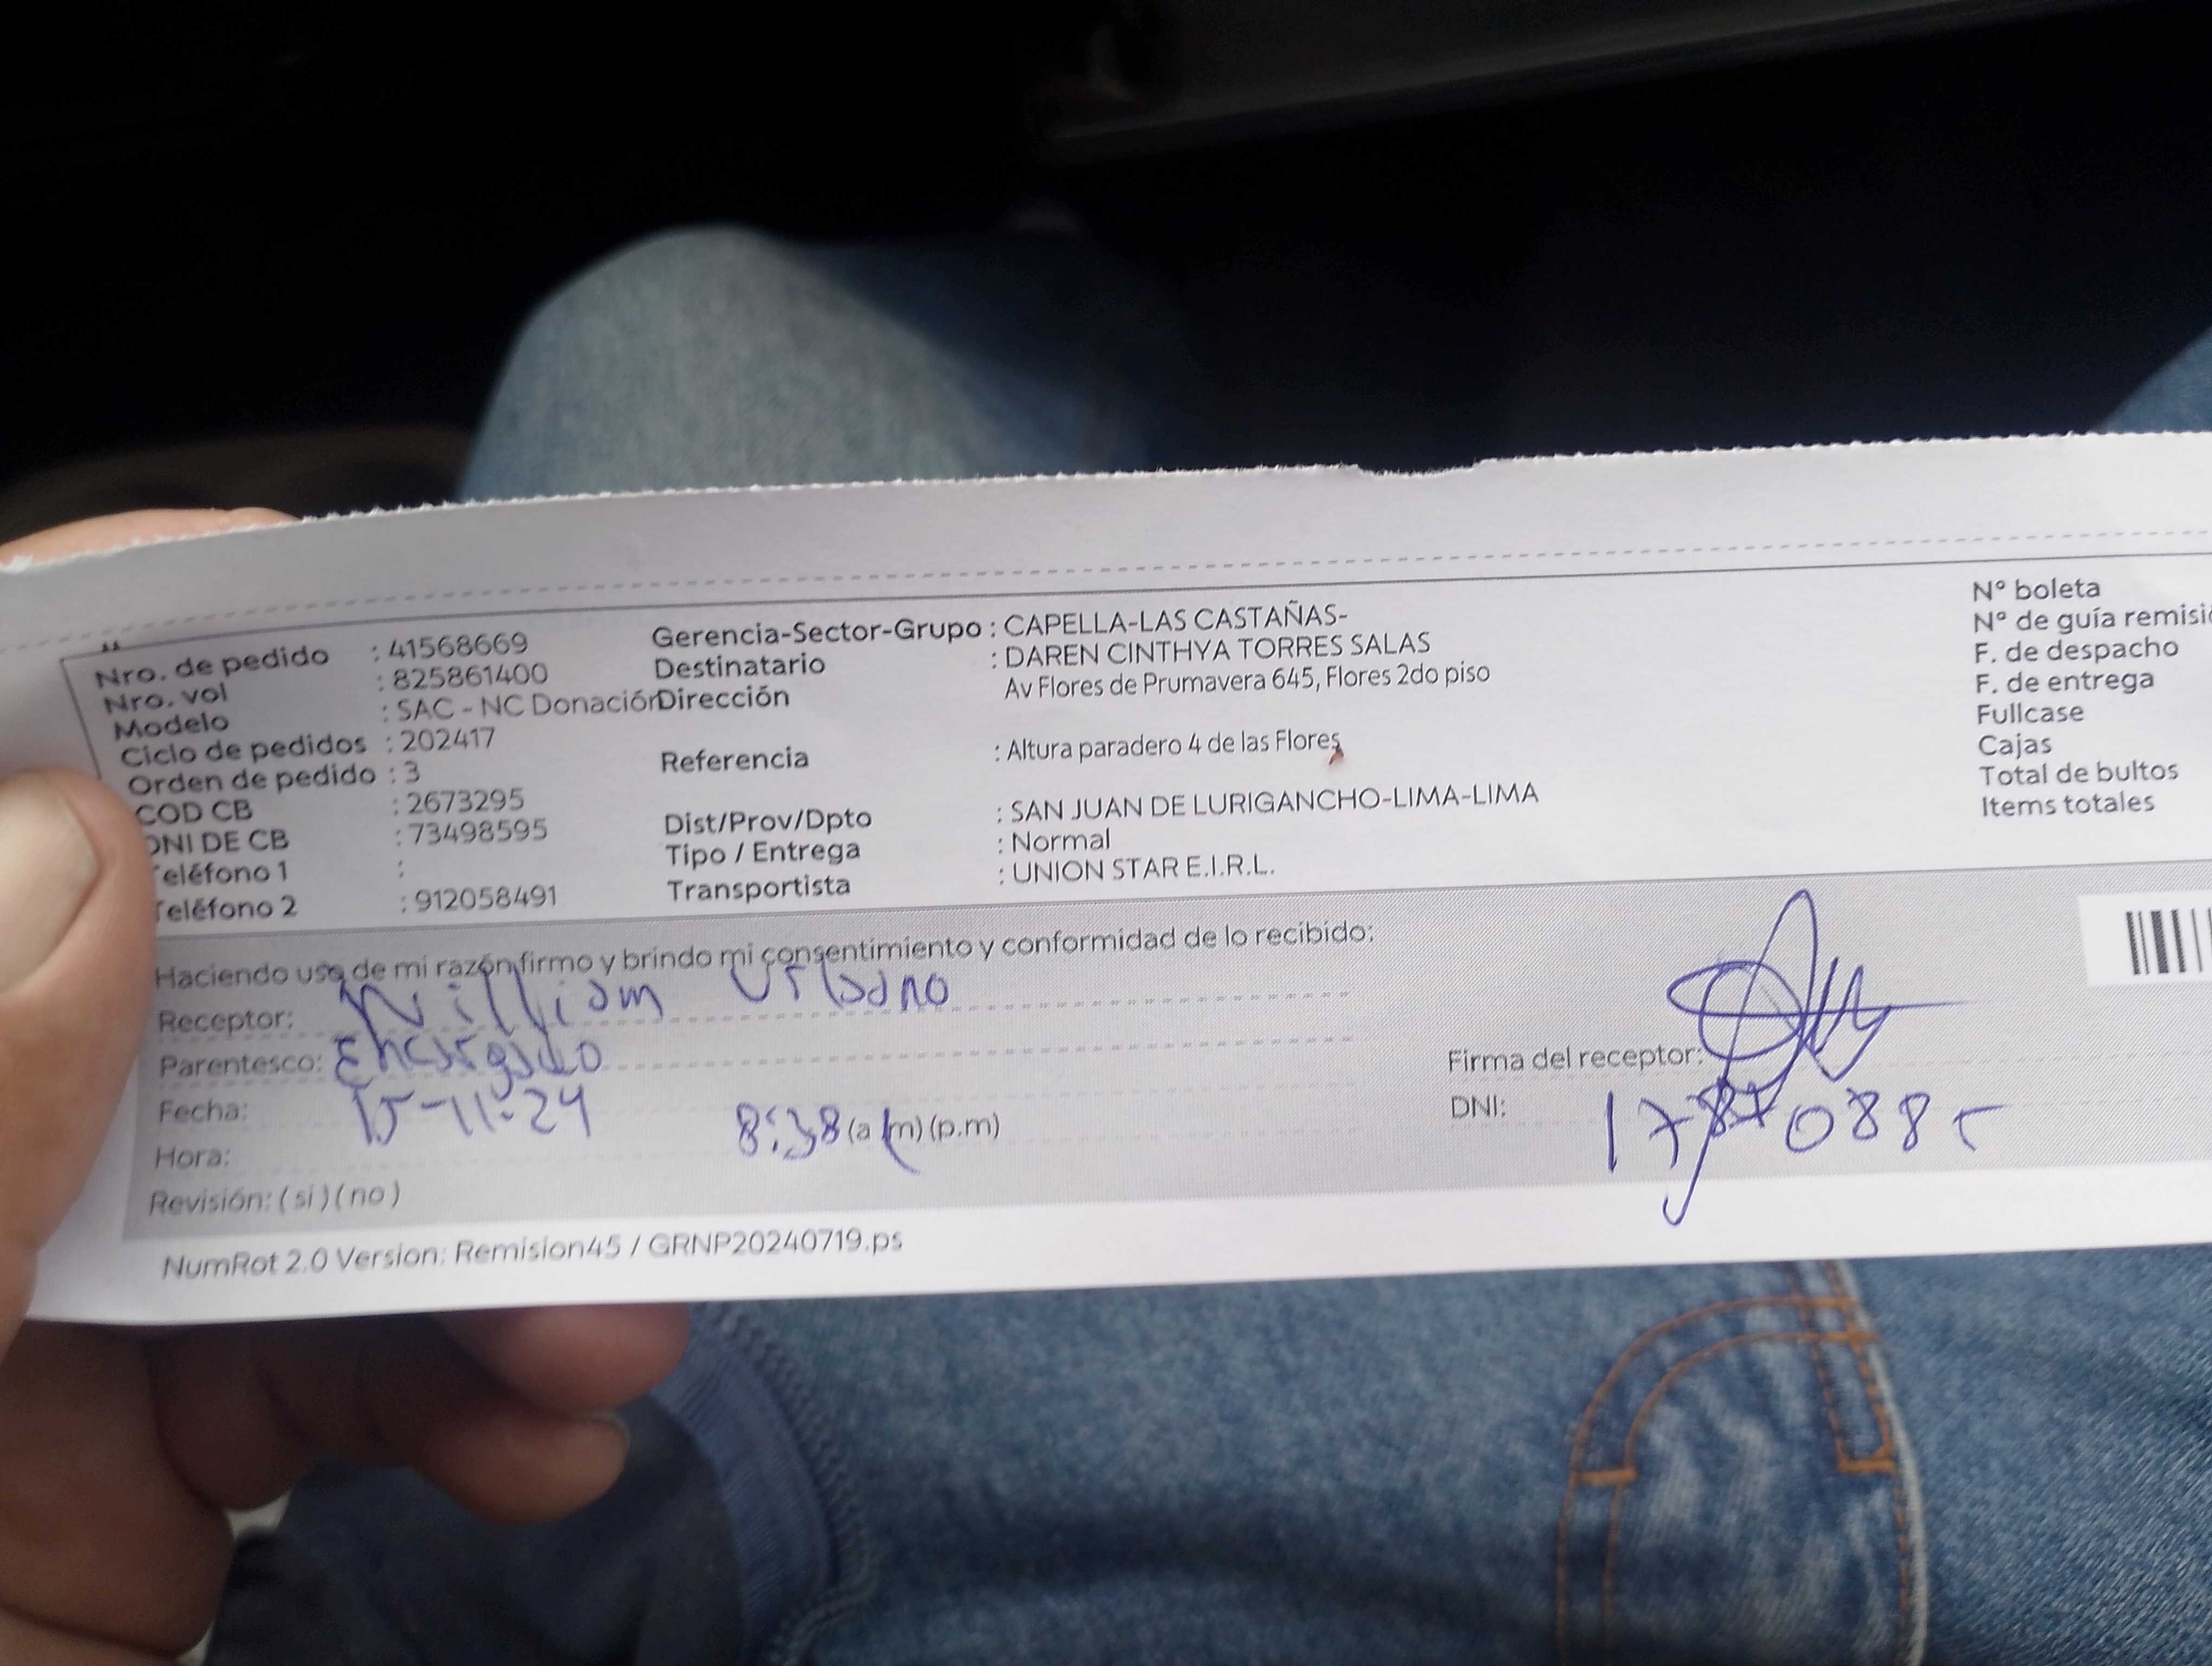 Nro. de pedido : 41568669
Nro. vol : 825861400
Modelo : SAC - NC Donación
Ciclo de pedidos : 202417
Orden de pedido : 3
COD CB : 2673295
DNI DE CB : 73498595
Teléfono 1 :
Teléfono 2 : 912058491
Gerencia-Sector-Grupo : CAPELLA-LAS CASTAÑAS-
Destinatario : DAREN CINTHYA TORRES SALAS
Dirección Av Flores de Prumavera 645, Flores 2do piso
Referencia : Altura paradero 4 de las Flores
Dist/Prov/Dpto : SAN JUAN DE LURIGANCHO-LIMA-LIMA
Tipo / Entrega : Normal
Transportista : UNION STAR E.I.R.L.
N° boleta
N° de guía remisió
F. de despacho
F. de entrega
Fullcase
Cajas
Total de bultos
Items totales
Haciendo uso de mi razón firmo y brindo mi consentimiento y conformidad de lo recibido:
Receptor: William Urbano
Parentesco: Encargado
Fecha: 15-11-24
Hora: 8:38 (a.m) (p.m)
Revisión: ( si ) ( no )
Firma del receptor:
DNI:
NumRot 2.0 Version: Remision45 / GRNP20240719.ps